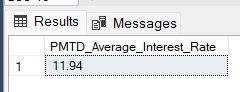 Results Messages
PMTD_Average_Interest_Rate
1 11.94